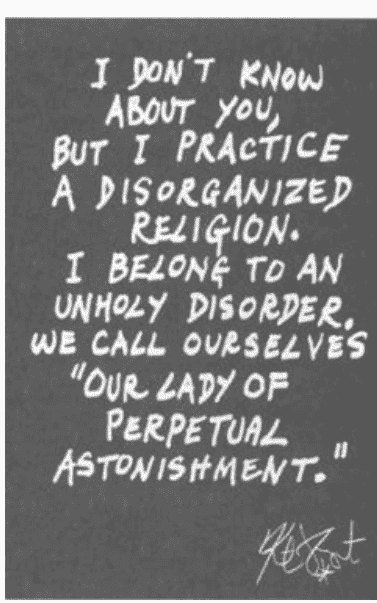 I DON'T KNOW
ABOUT YOU,
BUT I PRACTICE
A DISORGANIZED
RELIGION.
I BELONG TO AN
UNHOLY DISORDER.
WE CALL OURSELVES
"OUR LADY OF
PERPETUAL
ASTONISHMENT."